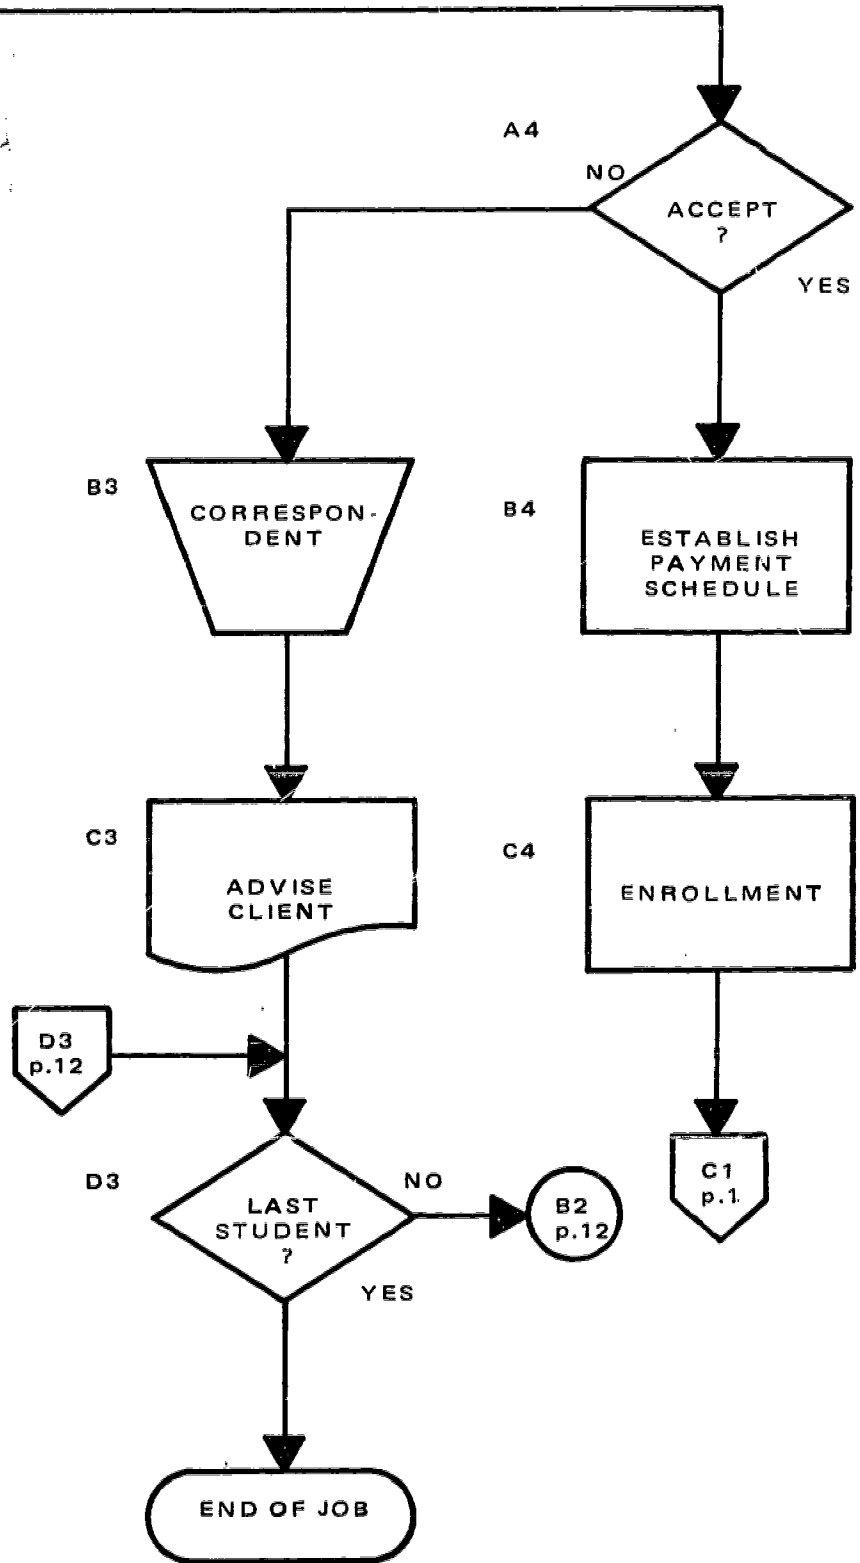 A4
NO
ACCEPT
?
YES
B3
CORRESPON-
DENT
B4
ESTABLISH
PAYMENT
SCHEDULE
C3
ADVISE
CLIENT
C4
ENROLLMENT
D3
p.12
D3
LAST
STUDENT
?
NO
YES
B2
p.12
C1
p.1
END OF JOB